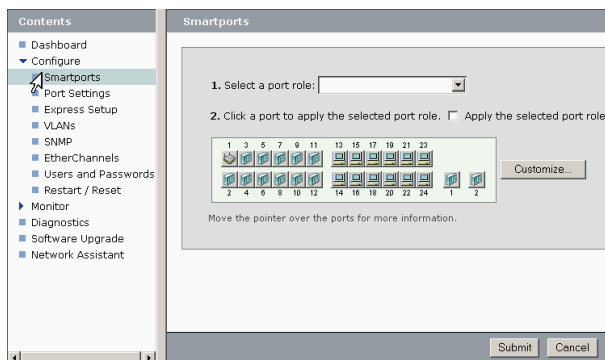 Contents
Dashboard
Configure
Smartports
Port Settings
Express Setup
VLANs
SNMP
EtherChannels
Users and Passwords
Restart / Reset
Monitor
Diagnostics
Software Upgrade
Network Assistant
Smartports
1. Select a port role:
2. Click a port to apply the selected port role. Apply the selected port role
1 3 5 7 9 11 13 15 17 19 21 23
2 4 6 8 10 12 14 16 18 20 22 24 1 2
Customize...
Move the pointer over the ports for more information.
Submit Cancel